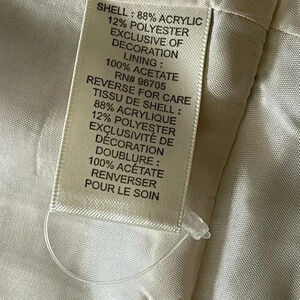 SHELL : 88% ACRYLIC
12% POLYESTER
EXCLUSIVE OF
DECORATION
LINING :
100% ACETATE
RN# 96705
REVERSE FOR CARE
TISSU DE SHELL :
88% ACRYLIQUE
12% POLYESTER
EXCLUSIVITÉ DE
DÉCORATION
DOUBLURE :
100% ACÉTATE
RENVERSER
POUR LE SOIN